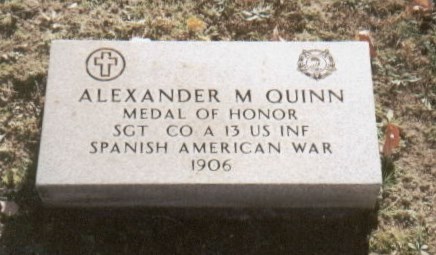 ALEXANDER M QUINN
MEDAL OF HONOR
SGT CO A 13 US INF
SPANISH AMERICAN WAR
1906